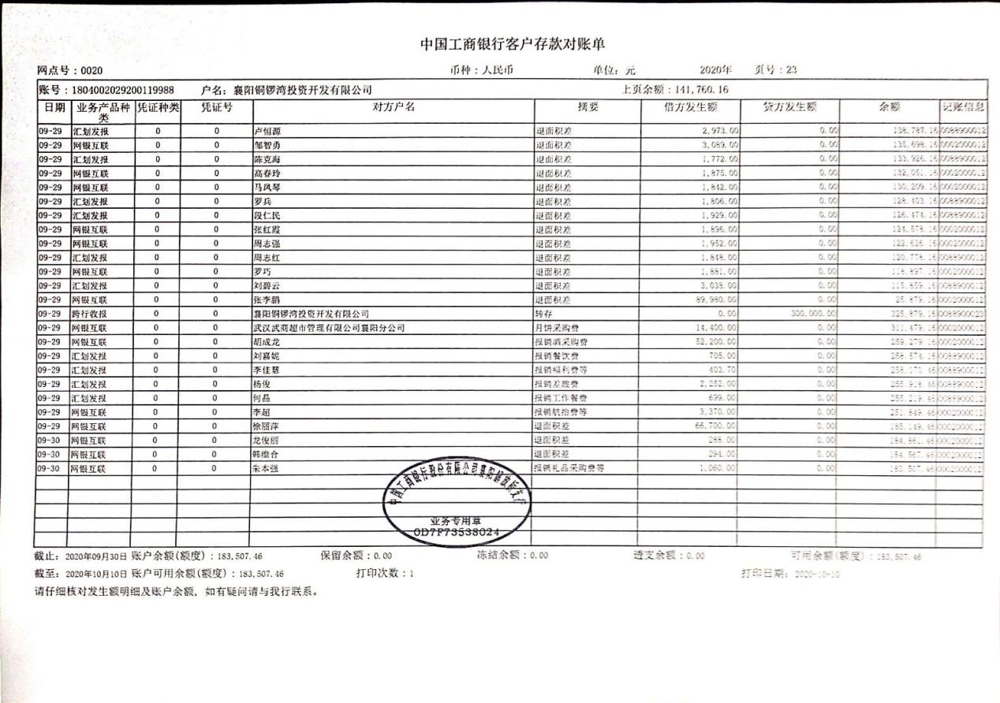 中国工商银行客户存款对账单
网点号：0020 币种：人民币 单位：元 2020年 页号：23
账号：1804002029200119988 户名：襄阳铜锣湾投资开发有限公司 上页余额：141,760.16
日期 业务产品种类 凭证种类 凭证号 对方户名 摘要 借方发生额 贷方发生额 余额 记账信息
09-29 汇划发报 0 0 卢恒源 退面积差 2,973.00 0.00 138,787.16 0088900012
09-29 网银互联 0 0 邹智勇 退面积差 3,089.00 0.00 135,698.16 0002000012
09-29 汇划发报 0 0 陈克海 退面积差 1,772.00 0.00 133,926.16 0088900012
09-29 网银互联 0 0 高春玲 退面积差 1,875.00 0.00 132,051.16 0002000012
09-29 网银互联 0 0 马凤琴 退面积差 1,842.00 0.00 130,209.16 0002000012
09-29 汇划发报 0 0 罗兵 退面积差 1,806.00 0.00 128,403.16 0088900012
09-29 汇划发报 0 0 段仁民 退面积差 1,929.00 0.00 126,474.16 0088900012
09-29 网银互联 0 0 张红霞 退面积差 1,896.00 0.00 124,578.16 0002000012
09-29 网银互联 0 0 周志强 退面积差 1,952.00 0.00 122,626.16 0002000012
09-29 汇划发报 0 0 周志红 退面积差 1,848.00 0.00 120,778.16 0088900012
09-29 网银互联 0 0 罗巧 退面积差 1,881.00 0.00 118,897.16 0002000012
09-29 汇划发报 0 0 刘碧云 退面积差 3,038.00 0.00 115,859.16 0088900012
09-29 网银互联 0 0 张李鹏 退面积差 89,980.00 0.00 25,879.16 0002000012
09-29 跨行收报 0 0 襄阳铜锣湾投资开发有限公司 转存 0.00 300,000.00 325,879.16 0088900023
09-29 网银互联 0 0 武汉武商超市管理有限公司襄阳分公司 月饼采购费 14,400.00 0.00 311,479.16 0002000012
09-29 网银互联 0 0 胡成龙 报销酒采购费 52,200.00 0.00 259,279.16 0002000012
09-29 汇划发报 0 0 刘嘉妮 报销餐饮费 705.00 0.00 258,574.16 0088900012
09-29 汇划发报 0 0 李佳慧 报销福利费等 403.70 0.00 258,170.46 0088900012
09-29 汇划发报 0 0 杨俊 报销差旅费 2,252.00 0.00 255,918.46 0088900012
09-29 汇划发报 0 0 何晶 报销工作餐费 699.00 0.00 255,219.46 0088900012
09-29 网银互联 0 0 李超 报销航拍费等 3,370.00 0.00 251,849.46 0002000012
09-29 网银互联 0 0 徐丽萍 退面积差 66,700.00 0.00 185,149.46 0002000012
09-30 网银互联 0 0 龙俊丽 退面积差 288.00 0.00 184,861.46 0002000012
09-30 网银互联 0 0 韩维合 退面积差 294.00 0.00 184,567.46 0002000012
09-30 网银互联 0 0 朱本强 报销礼品采购费等 1,060.00 0.00 183,507.46 0002000012
中国工商银行股份有限公司襄阳解放桥支行
业务专用章
0D7F73538024
截止：2020年09月30日 账户余额(额度)：183,507.46 保留余额：0.00 冻结余额：0.00 透支余额：0.00 可用余额(额度)：183,507.46
截至：2020年10月10日 账户可用余额(额度)：183,507.46 打印次数：1 打印日期：2020-10-10
请仔细核对发生额明细及账户余额，如有疑问请与我行联系。